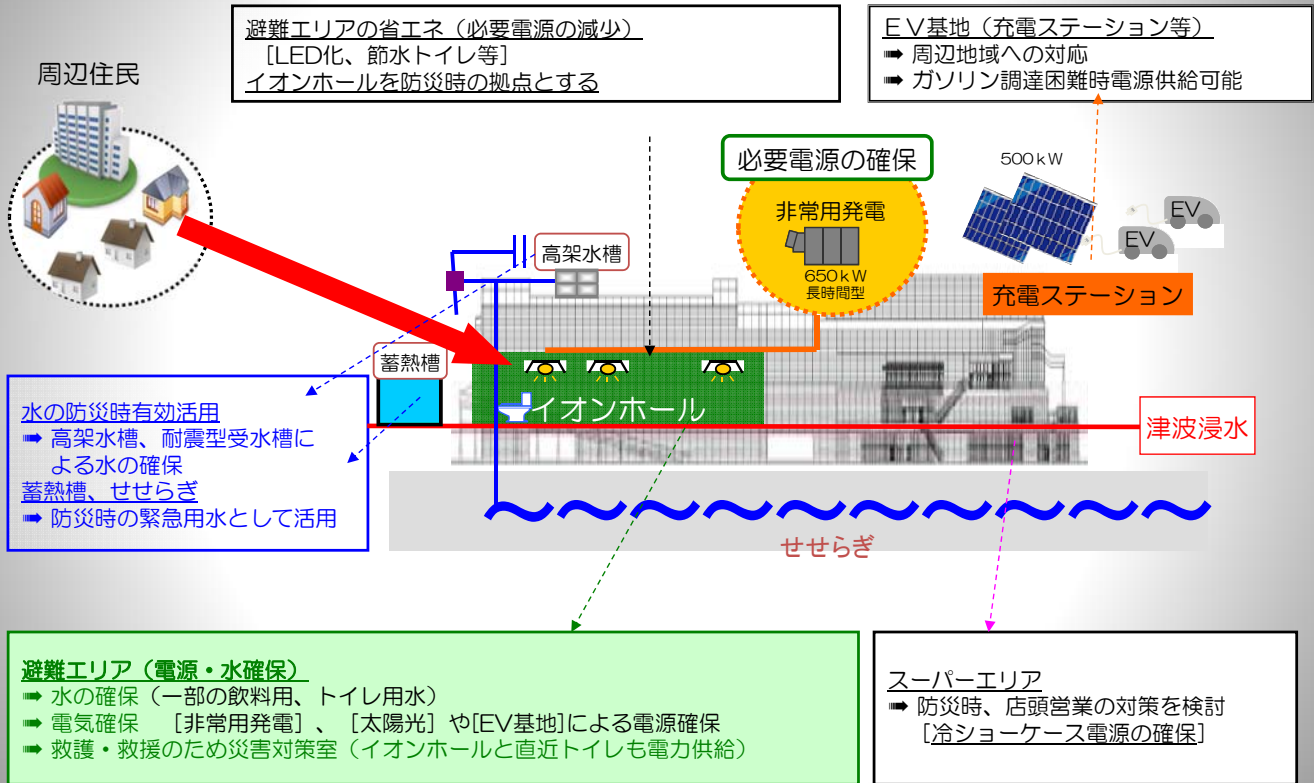 避難エリアの省エネ（必要電源の減少）
［LED化、節水トイレ等］
イオンホールを防災時の拠点とする
ＥＶ基地（充電ステーション等）
➡ 周辺地域への対応
➡ ガソリン調達困難時電源供給可能
周辺住民
必要電源の確保
非常用発電
650ｋW
長時間型
500ｋW
EV
EV
充電ステーション
高架水槽
蓄熱槽
イオンホール
津波浸水
せせらぎ
水の防災時有効活用
➡ 高架水槽、耐震型受水槽に
よる水の確保
蓄熱槽、せせらぎ
➡ 防災時の緊急用水として活用
避難エリア（電源・水確保）
➡ 水の確保（一部の飲料用、トイレ用水）
➡ 電気確保　［非常用発電］、［太陽光］や[EV基地]による電源確保
➡ 救護・救援のため災害対策室（イオンホールと直近トイレも電力供給）
スーパーエリア
➡ 防災時、店頭営業の対策を検討
［冷ショーケース電源の確保］